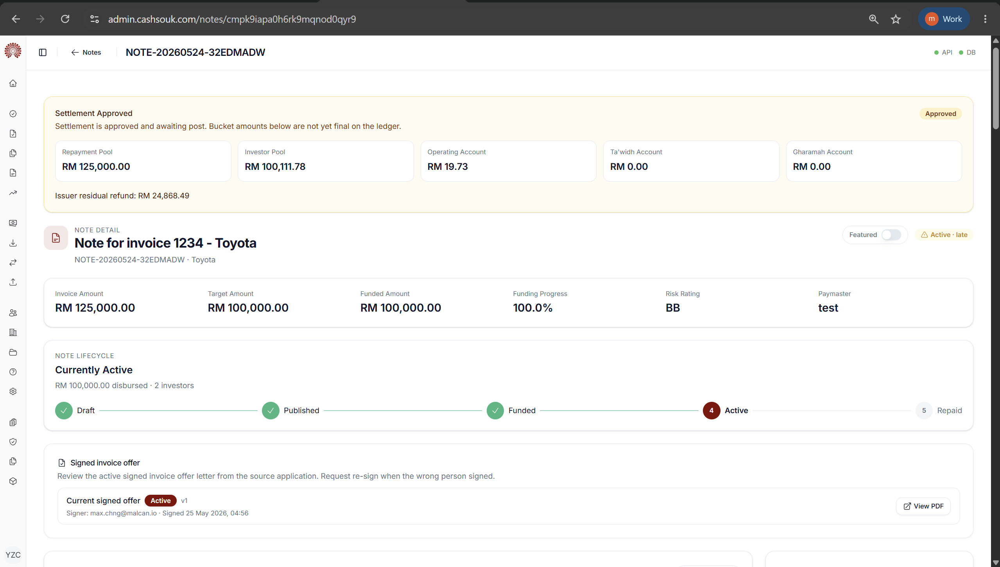 admin.cashsouk.com/notes/cmpk9iapa0h6rk9mqnod0qyr9
m Work
Notes
NOTE-20260524-32EDMADW
API DB
Settlement Approved
Approved
Settlement is approved and awaiting post. Bucket amounts below are not yet final on the ledger.
Repayment Pool
RM 125,000.00
Investor Pool
RM 100,111.78
Operating Account
RM 19.73
Ta'widh Account
RM 0.00
Gharamah Account
RM 0.00
Issuer residual refund: RM 24,868.49
NOTE DETAIL
Note for invoice 1234 - Toyota
NOTE-20260524-32EDMADW · Toyota
Featured
Active · late
Invoice Amount
RM 125,000.00
Target Amount
RM 100,000.00
Funded Amount
RM 100,000.00
Funding Progress
100.0%
Risk Rating
BB
Paymaster
test
NOTE LIFECYCLE
Currently Active
RM 100,000.00 disbursed · 2 investors
Draft
Published
Funded
4 Active
5 Repaid
Signed invoice offer
Review the active signed invoice offer letter from the source application. Request re-sign when the wrong person signed.
Current signed offer Active v1
Signer: max.chng@malcan.io · Signed 25 May 2026, 04:56
View PDF
YZC